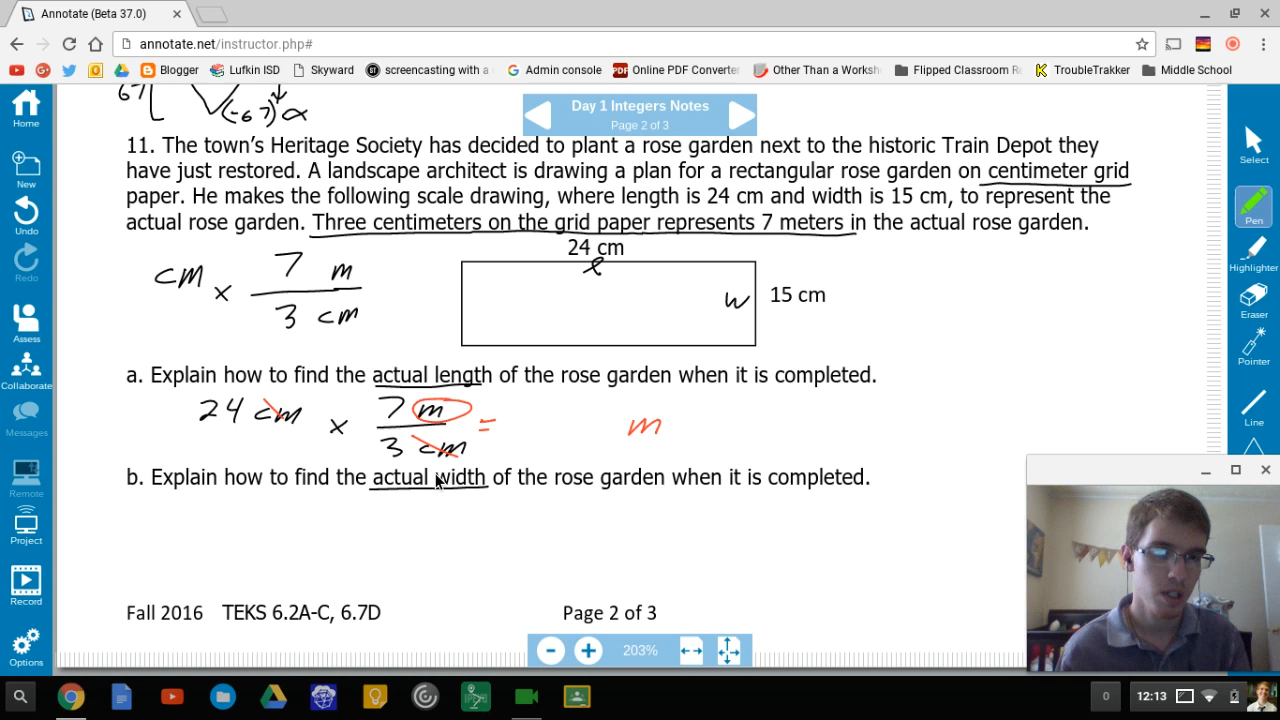 Annotate (Beta 37.0)
annotate.net/instructor.php#
Blogger Lufkin ISD Skyward screencasting with a Admin console Online PDF Converter Other Than a Worksh Flipped Classroom R TroubleTrakker Middle School
Home
New
Undo
Redo
Assess
Collaborate
Messages
Remote
Project
Record
Options
Day 1 Integers Notes
Page 2 of 3
67 (-67)
11. The town's Heritage Society has decided to plant a rose garden next to the historic Train Depot they
have just restored. A landscape architect is drawing a plan for a rectangular rose garden on centimeter grid
paper. He makes the following scale drawing, where length is 24 cm and width is 15 cm, to represent the
actual rose garden. Three centimeters on the grid paper represents 7 meters in the actual rose garden.
24 cm
l
cm × 7 m
3 cm
w 15 cm
a. Explain how to find the actual length of the rose garden when it is completed.
24 cm × 7 m = m
3 cm
b. Explain how to find the actual width of the rose garden when it is completed.
Fall 2016 TEKS 6.2A-C, 6.7D Page 2 of 3
203%
Select
Pen
Highlighter
Eraser
Pointer
Line
0 12:13